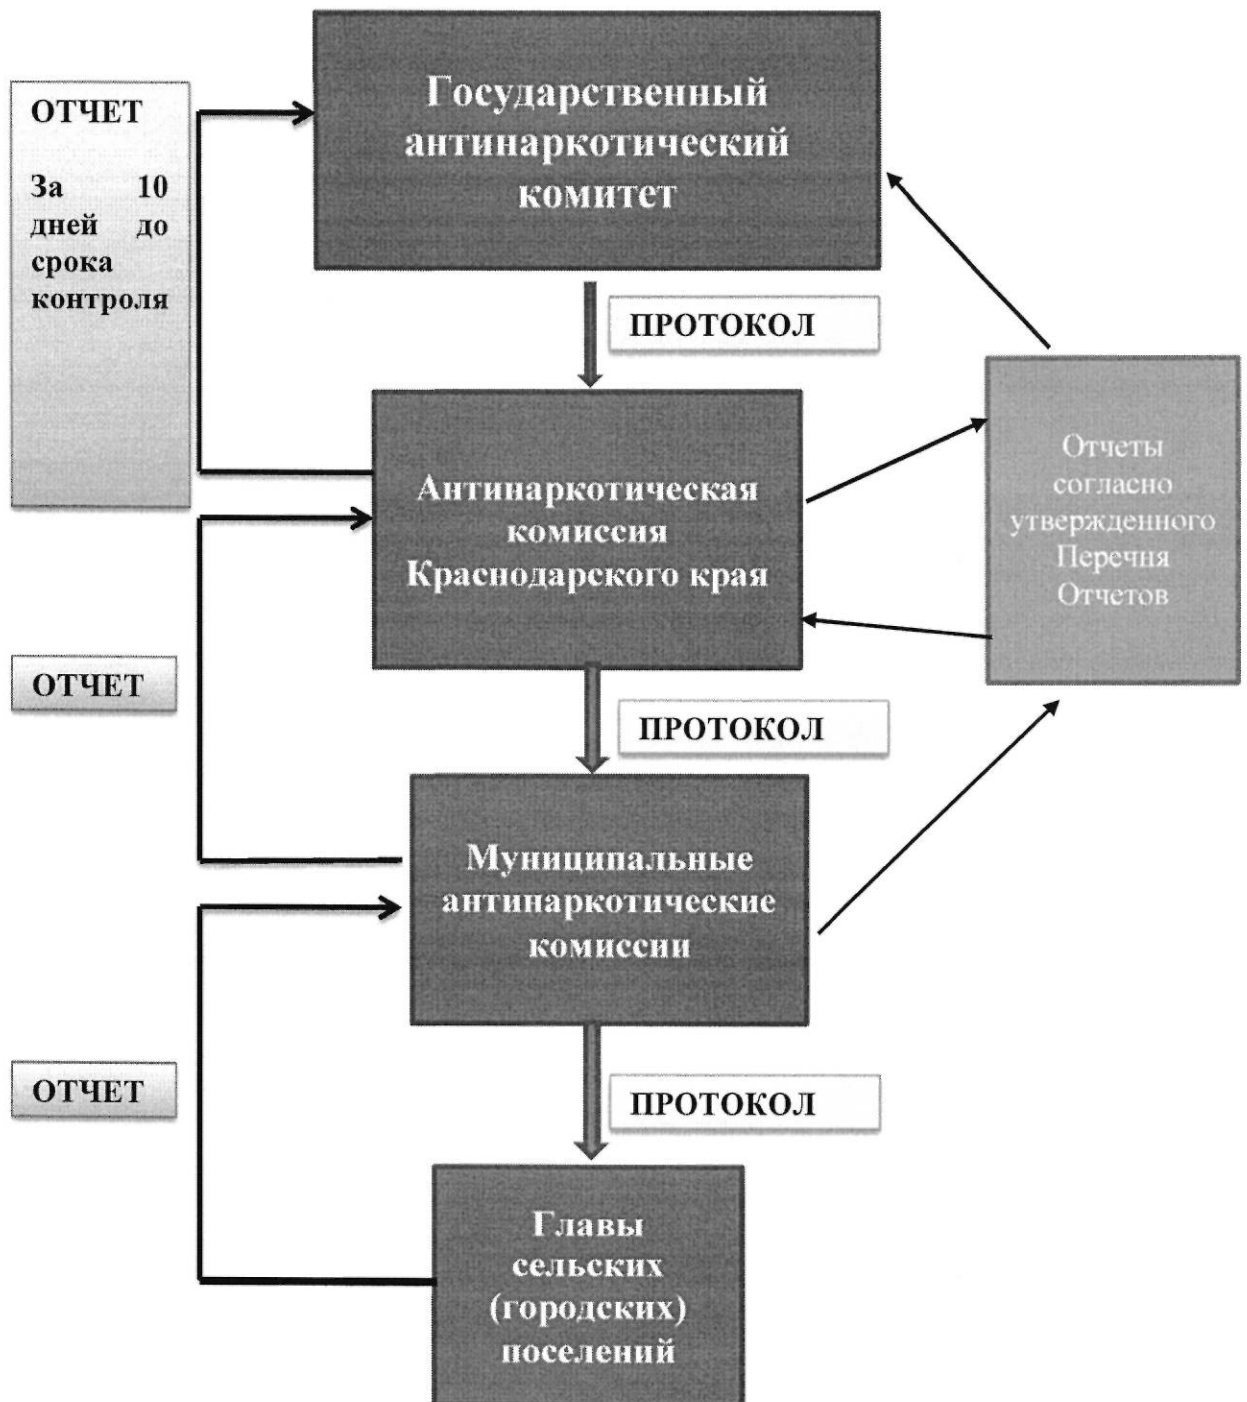 Государственный
антинаркотический
комитет
ОТЧЕТ
За 10
дней до
срока
контроля
ПРОТОКОЛ
Антинаркотическая
комиссия
Краснодарского края
Отчеты
согласно
утвержденного
Перечня
Отчетов
ОТЧЕТ
ПРОТОКОЛ
Муниципальные
антинаркотические
комиссии
ОТЧЕТ
ПРОТОКОЛ
Главы
сельских
(городских)
поселений